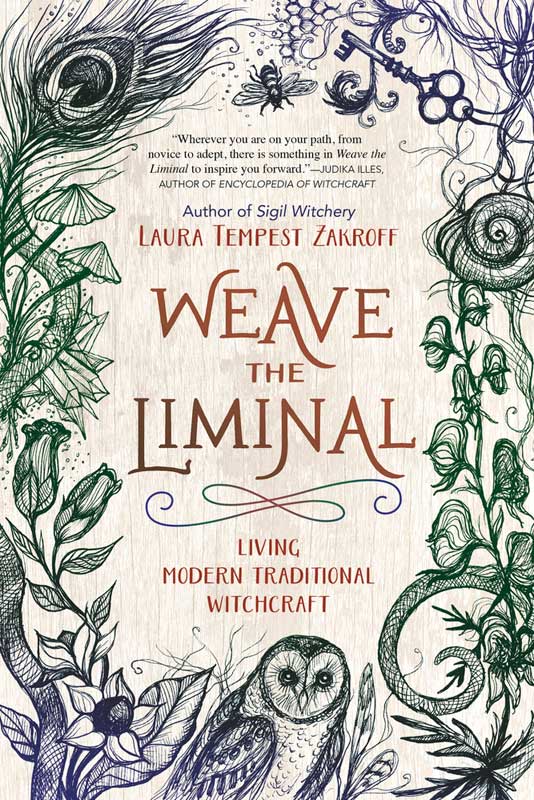 “Wherever you are on your path, from
novice to adept, there is something in Weave the
Liminal to inspire you forward.”—JUDIKA ILLES,
AUTHOR OF ENCYCLOPEDIA OF WITCHCRAFT
Author of Sigil Witchery
LAURA TEMPEST ZAKROFF
WEAVE
THE
LIMINAL
LIVING
MODERN TRADITIONAL
WITCHCRAFT